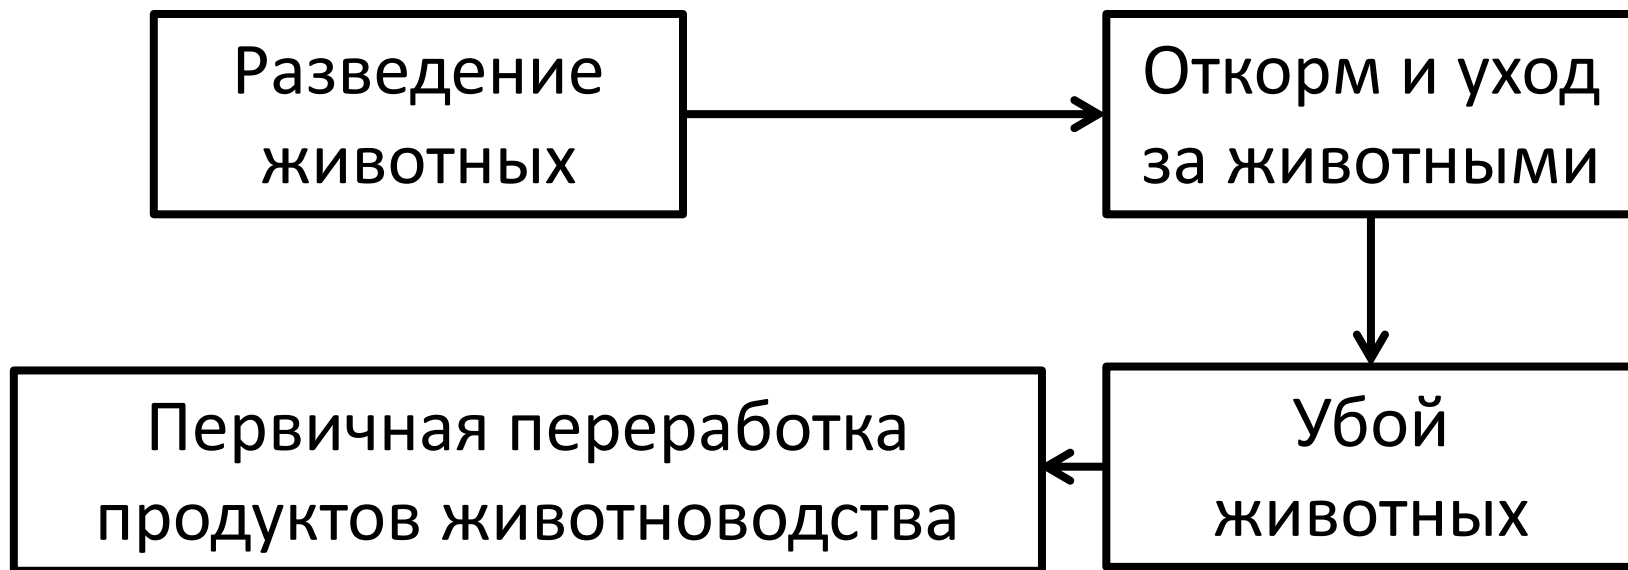 Разведение
животных
Откорм и уход
за животными
Убой
животных
Первичная переработка
продуктов животноводства